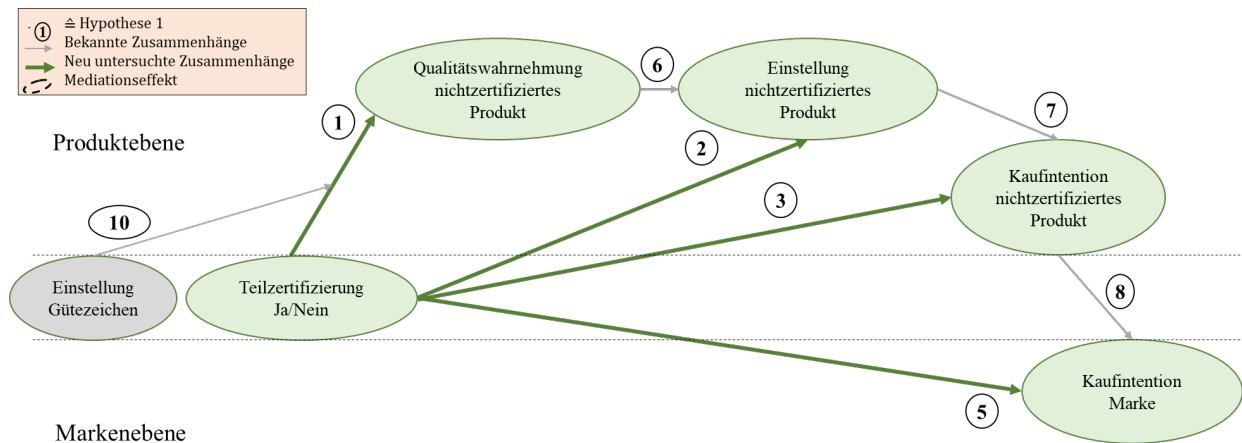 ① ≙ Hypothese 1
Bekannte Zusammenhänge
Neu untersuchte Zusammenhänge
Mediationseffekt
Qualitätswahrnehmung
nichtzertifiziertes
Produkt
6
Einstellung
nichtzertifiziertes
Produkt
7
1
2
Produktebene
Kaufintention
nichtzertifiziertes
Produkt
3
10
Einstellung
Gütezeichen
Teilzertifizierung
Ja/Nein
8
Kaufintention
Marke
5
Markenebene